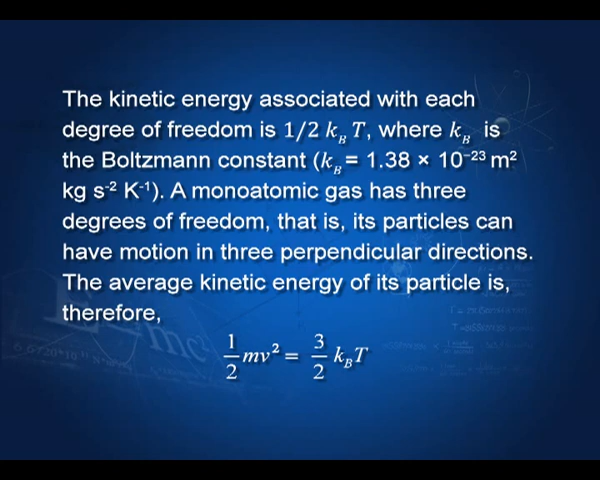 The kinetic energy associated with each
degree of freedom is 1/2 k_B T, where k_B is
the Boltzmann constant (k_B = 1.38 × 10⁻²³ m²
kg s⁻² K⁻¹). A monoatomic gas has three
degrees of freedom, that is, its particles can
have motion in three perpendicular directions.
The average kinetic energy of its particle is,
therefore,
1/2 mv² = 3/2 k_B T
mc²